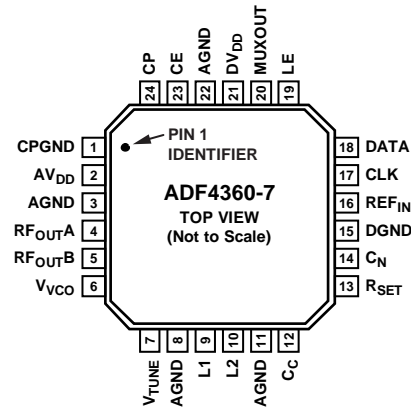 CP
CE
AGND
DVDD
MUXOUT
LE
24
23
22
21
20
19
CPGND 1
AVDD 2
AGND 3
RFOUTA 4
RFOUTB 5
VVCO 6
PIN 1
IDENTIFIER
ADF4360-7
TOP VIEW
(Not to Scale)
18 DATA
17 CLK
16 REFIN
15 DGND
14 CN
13 RSET
7
8
9
10
11
12
VTUNE
AGND
L1
L2
AGND
CC